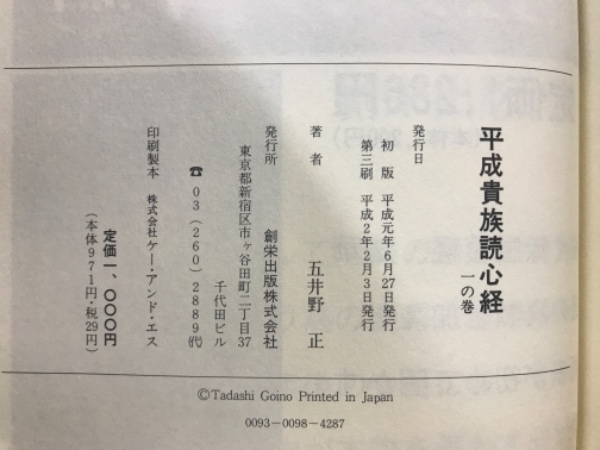 平成貴族読心経
一の巻
発行日
初　版　平成元年6月27日発行
第三刷　平成2年2月3日発行
著　者　五井野　正
発行所　創栄出版株式会社
東京都新宿区市ヶ谷田町二丁目37
千代田ビル
☎03(260)2889代
印刷製本　株式会社ケー・アンド・エス
定価一、〇〇〇円
(本体971円・税29円)
©Tadashi Goino Printed in Japan
0093-0098-4287